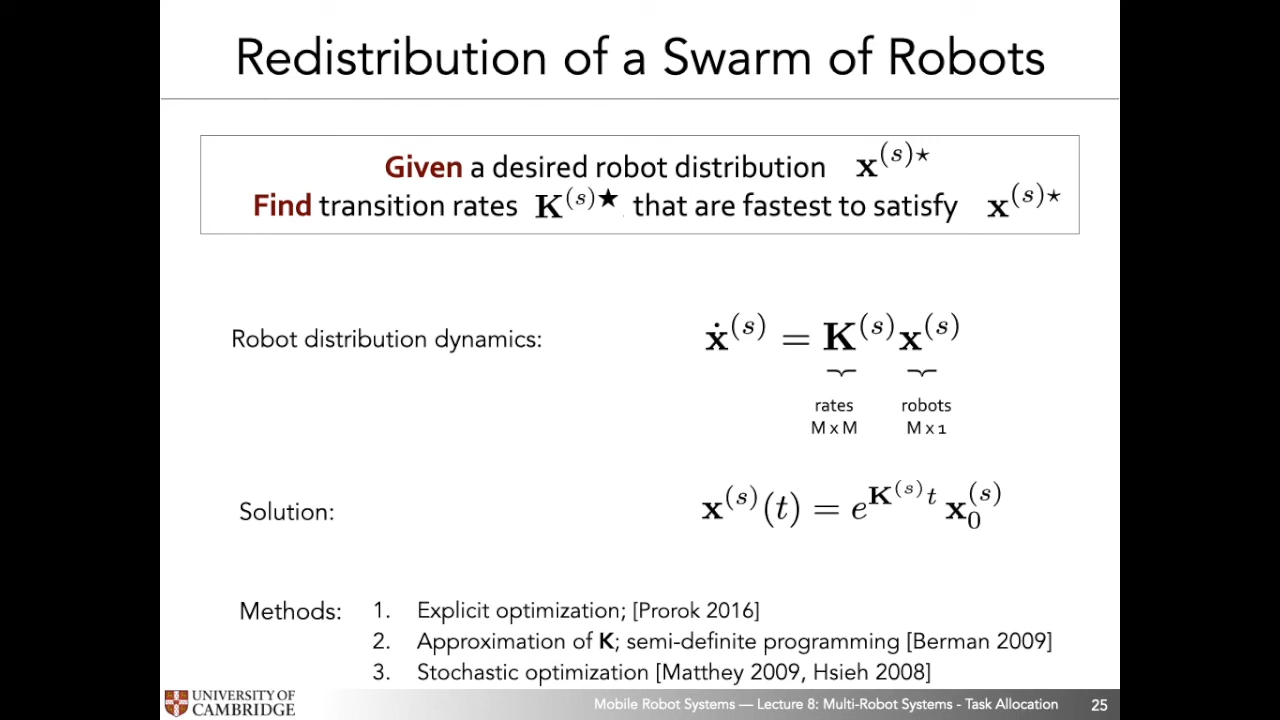 Redistribution of a Swarm of Robots
Given a desired robot distribution x^(s)⋆
Find transition rates K^(s)★ that are fastest to satisfy x^(s)⋆
Robot distribution dynamics: ẋ^(s) = K^(s) x^(s)
rates robots
M x M M x 1
Solution: x^(s)(t) = e^(K^(s) t) x_0^(s)
Methods: 1. Explicit optimization; [Prorok 2016]
2. Approximation of K; semi-definite programming [Berman 2009]
3. Stochastic optimization [Matthey 2009, Hsieh 2008]
UNIVERSITY OF
CAMBRIDGE
Mobile Robot Systems — Lecture 8: Multi-Robot Systems - Task Allocation 25